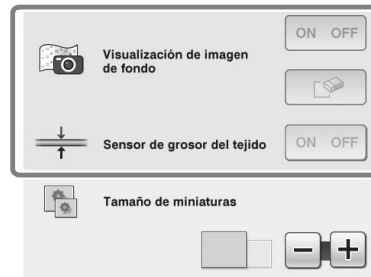 ON OFF
Visualización de imagen
de fondo
Sensor de grosor del tejido
ON OFF
Tamaño de miniaturas